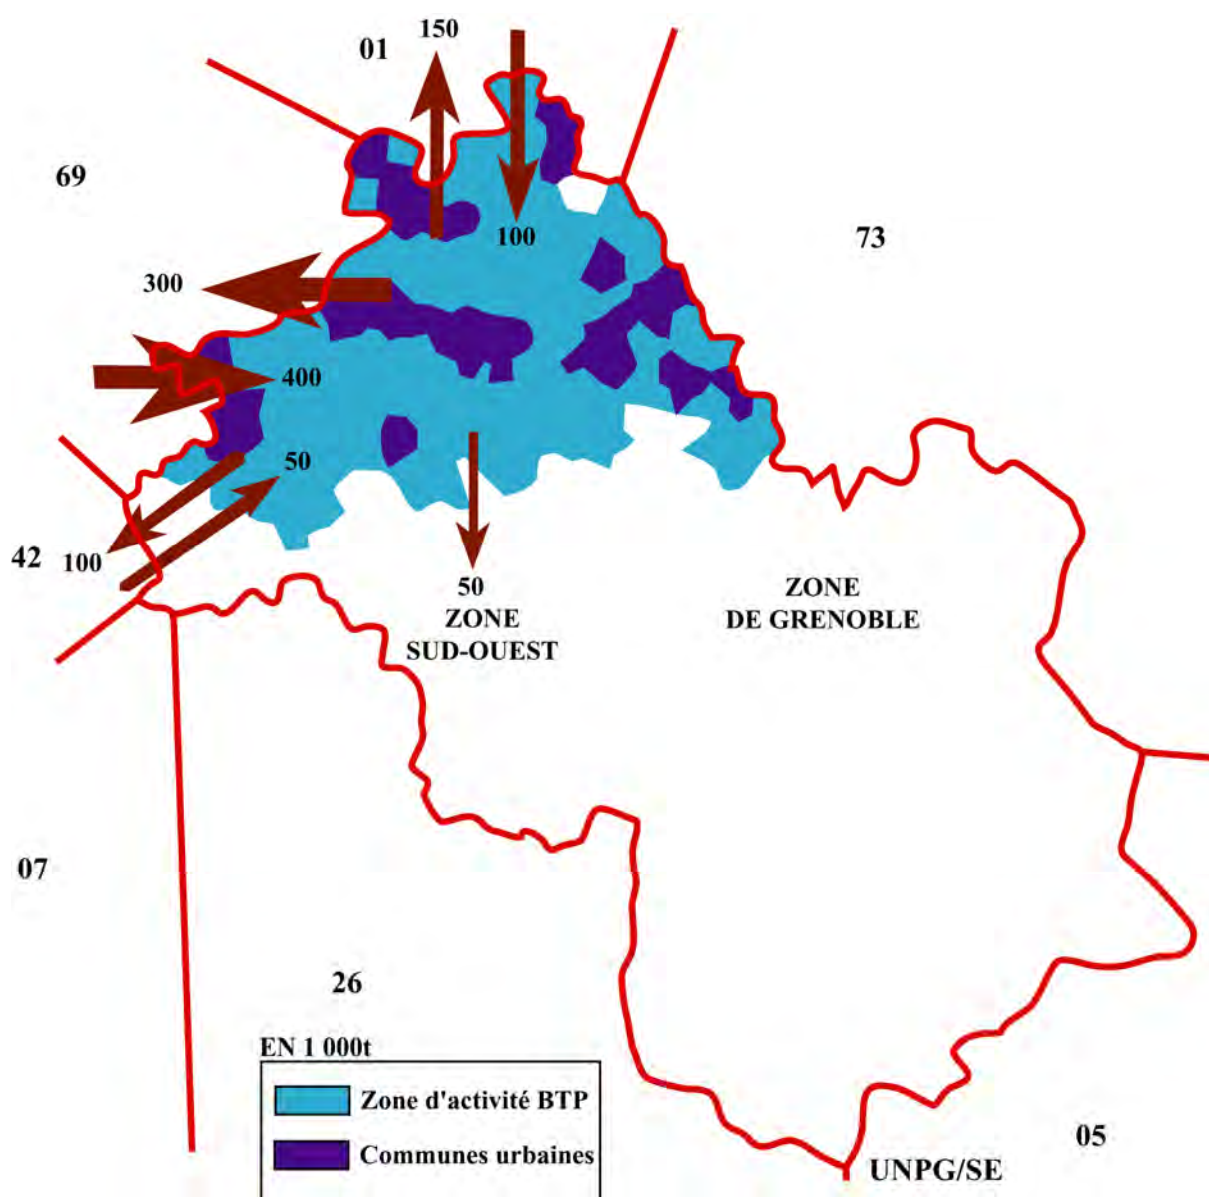 150
01
69
100
73
300
400
50
42
100
50
ZONE
SUD-OUEST
ZONE
DE GRENOBLE
07
26
EN 1 000t
Zone d'activité BTP
Communes urbaines
05
UNPG/SE